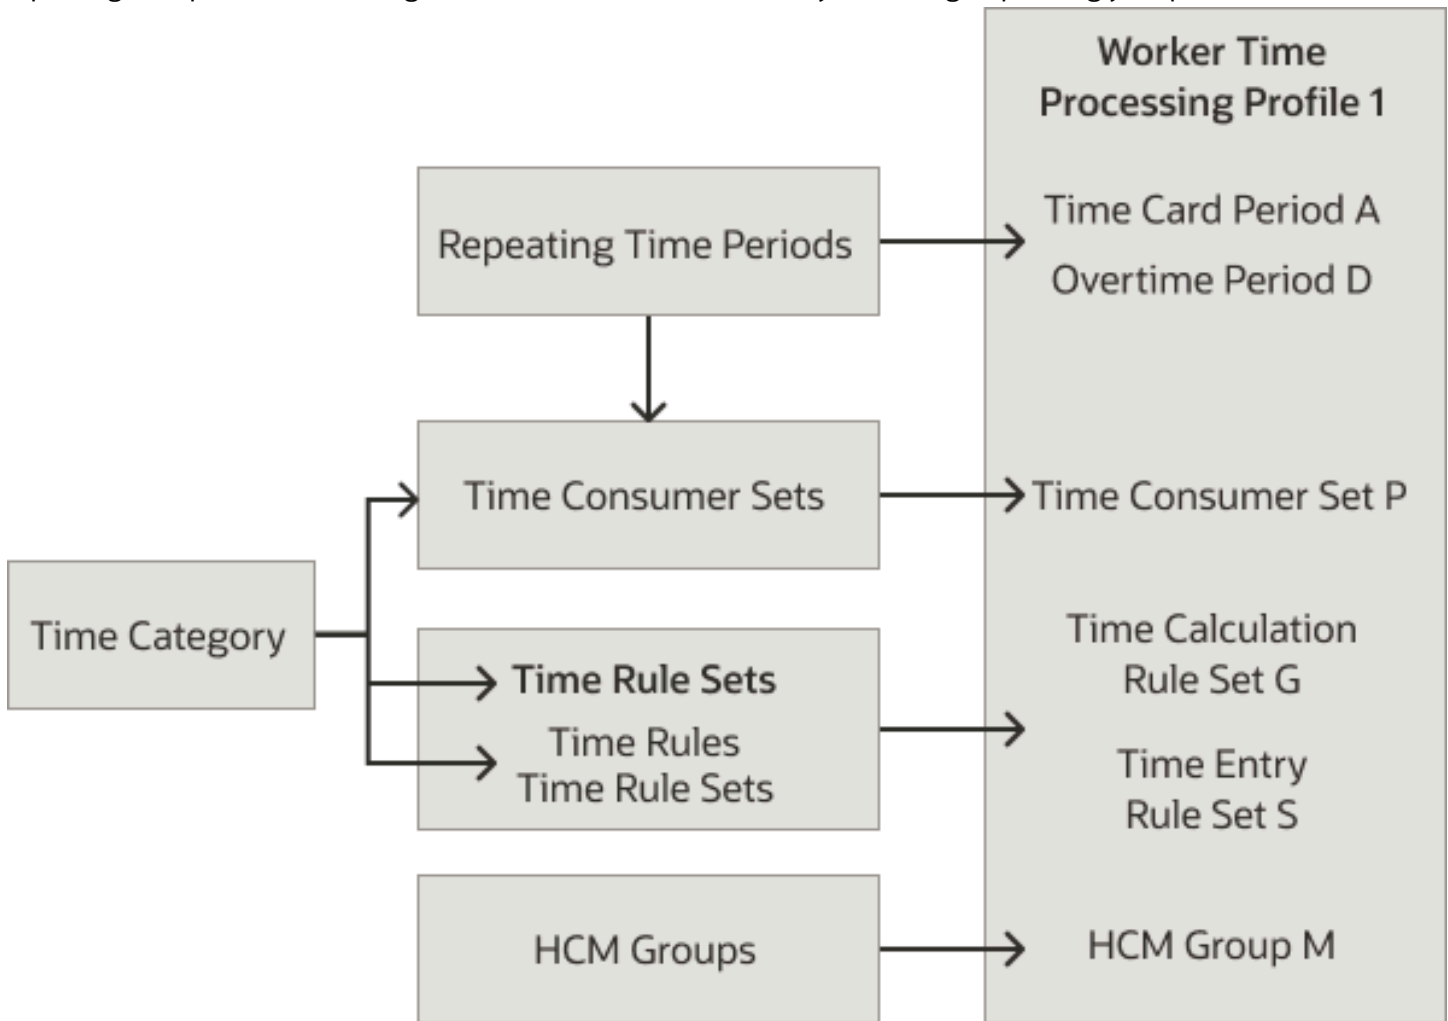 Worker Time
Processing Profile 1
Repeating Time Periods
Time Card Period A
Overtime Period D
Time Consumer Sets
Time Consumer Set P
Time Category
Time Rule Sets
Time Rules
Time Rule Sets
Time Calculation
Rule Set G
Time Entry
Rule Set S
HCM Groups
HCM Group M